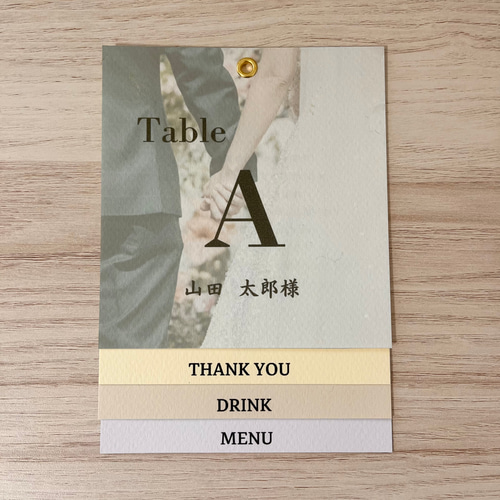 Table
A
山田 太郎様
THANK YOU
DRINK
MENU